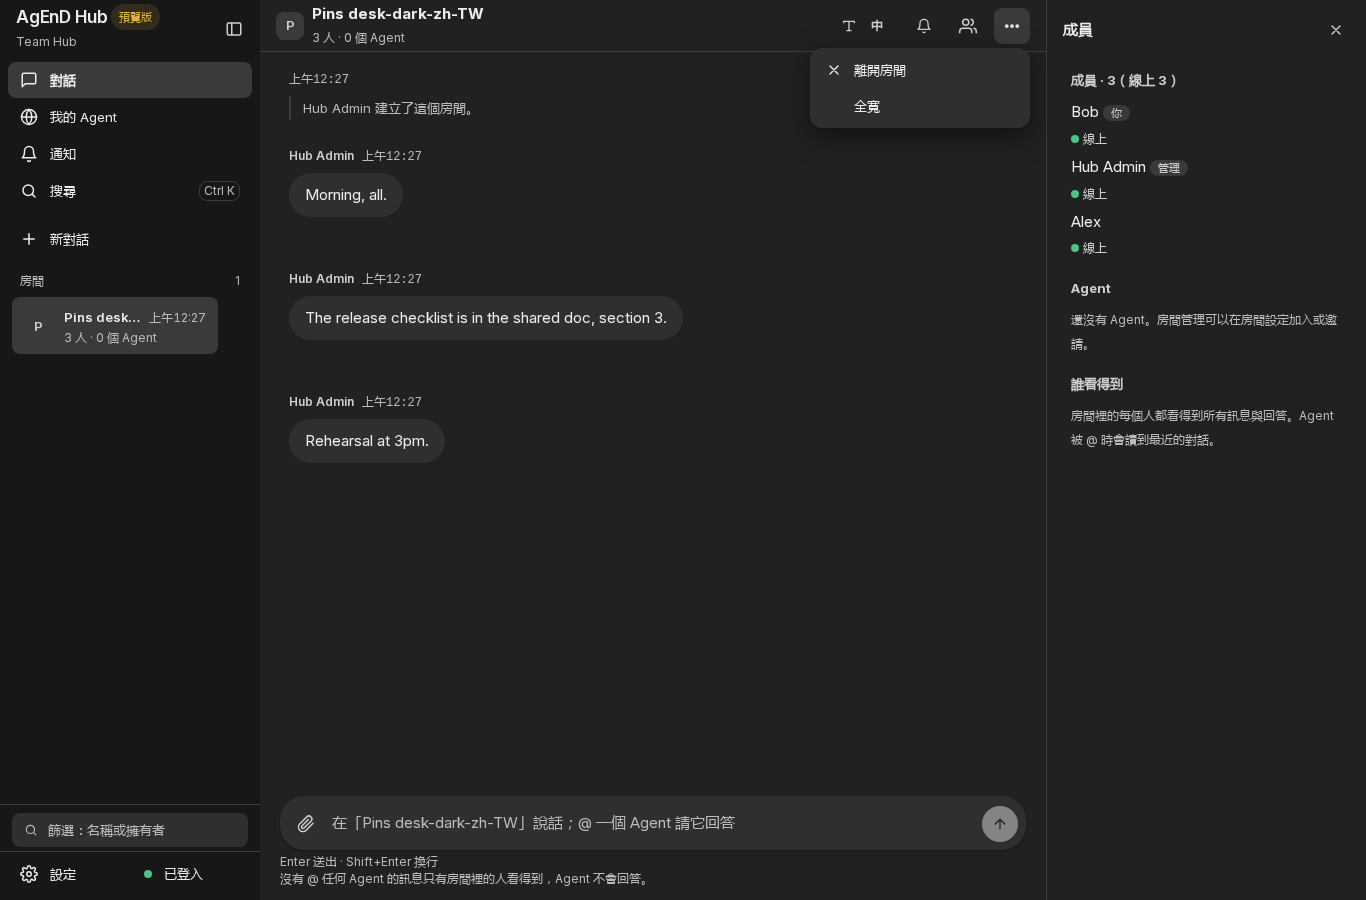 AgEnD Hub 預覽版
Team Hub
對話
我的 Agent
通知
搜尋 Ctrl K
新對話
房間 1
P Pins desk... 上午12:27
3 人 · 0 個 Agent
篩選：名稱或擁有者
設定 已登入
P Pins desk-dark-zh-TW
3 人 · 0 個 Agent
中
離開房間
全寬
上午12:27
Hub Admin 建立了這個房間。
Hub Admin 上午12:27
Morning, all.
Hub Admin 上午12:27
The release checklist is in the shared doc, section 3.
Hub Admin 上午12:27
Rehearsal at 3pm.
在「Pins desk-dark-zh-TW」說話；@ 一個 Agent 請它回答
Enter 送出 · Shift+Enter 換行
沒有 @ 任何 Agent 的訊息只有房間裡的人看得到，Agent 不會回答。
成員
成員 · 3（線上 3）
Bob 你
線上
Hub Admin 管理
線上
Alex
線上
Agent
還沒有 Agent。房間管理可以在房間設定加入或邀
請。
誰看得到
房間裡的每個人都看得到所有訊息與回答。Agent
被 @ 時會讀到最近的對話。